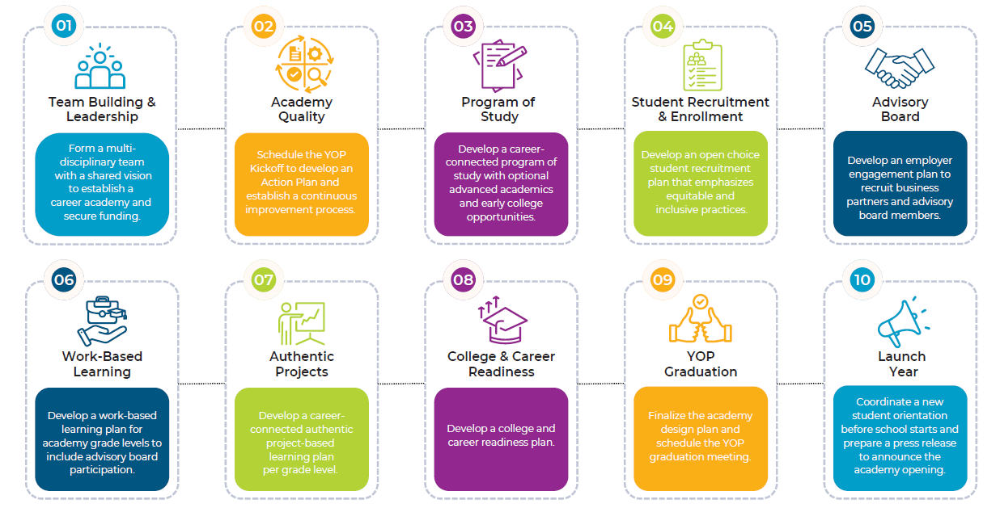 01
Team Building &
Leadership
Form a multi-
disciplinary team
with a shared vision
to establish a
career academy and
secure funding.
02
Academy
Quality
Schedule the YOP
Kickoff to develop an
Action Plan and
establish a continuous
improvement process.
03
Program of
Study
Develop a career-
connected program of
study with optional
advanced academics
and early college
opportunities.
04
Student Recruitment
& Enrollment
Develop an open choice
student recruitment
plan that emphasizes
equitable and
inclusive practices.
05
Advisory
Board
Develop an employer
engagement plan to
recruit business
partners and advisory
board members.
06
Work-Based
Learning
Develop a work-based
learning plan for
academy grade levels to
include advisory board
participation.
07
Authentic
Projects
Develop a career-
connected authentic
project-based
learning plan
per grade level.
08
College & Career
Readiness
Develop a college and
career readiness plan.
09
YOP
Graduation
Finalize the academy
design plan and
schedule the YOP
graduation meeting.
10
Launch
Year
Coordinate a new
student orientation
before school starts and
prepare a press release
to announce the
academy opening.